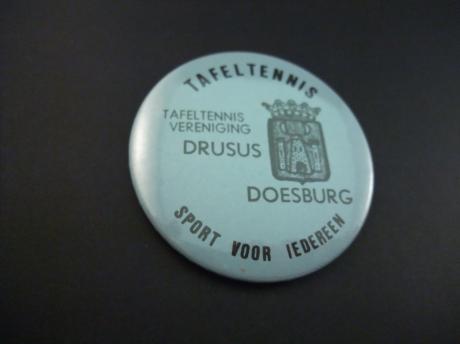 TAFELTENNIS
TAFELTENNIS
VERENIGING
DRUSUS
DOESBURG
SPORT VOOR IEDEREEN